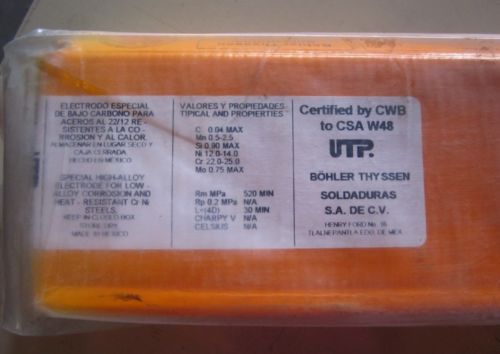 ELECTRODO ESPECIAL
DE BAJO CARBONO PARA
ACEROS AL 22/12 RE-
SISTENTES A LA CO-
RROSION Y AL CALOR.
ALMACENAR EN LUGAR SECO Y
CAJA CERRADA.
HECHO EN MEXICO
SPECIAL HIGH-ALLOY
ELECTRODE FOR LOW -
ALLOY CORROSION AND
HEAT - RESISTANT Cr Ni
STEELS.
KEEP IN CLOSED BOX
STORE DRY.
MADE IN MEXICO
VALORES Y PROPIEDADES-
TIPICAL AND PROPIERTIES
C 0.04 MAX
Mn 0.5-2.5
Si 0.90 MAX
Ni 12.0-14.0
Cr 22.0-25.0
Mo 0.75 MAX
Rm MPa 520 MIN
Rp 0.2 MPa N/A
L=(4D) 30 MIN
CHARPY V N/A
CELSIUS N/A
Certified by CWB
to CSA W48
UTP.
BÖHLER THYSSEN
SOLDADURAS
S.A. DE C.V.
HENRY FORD No. 16
TLALNEPANTLA EDO. DE MEX.